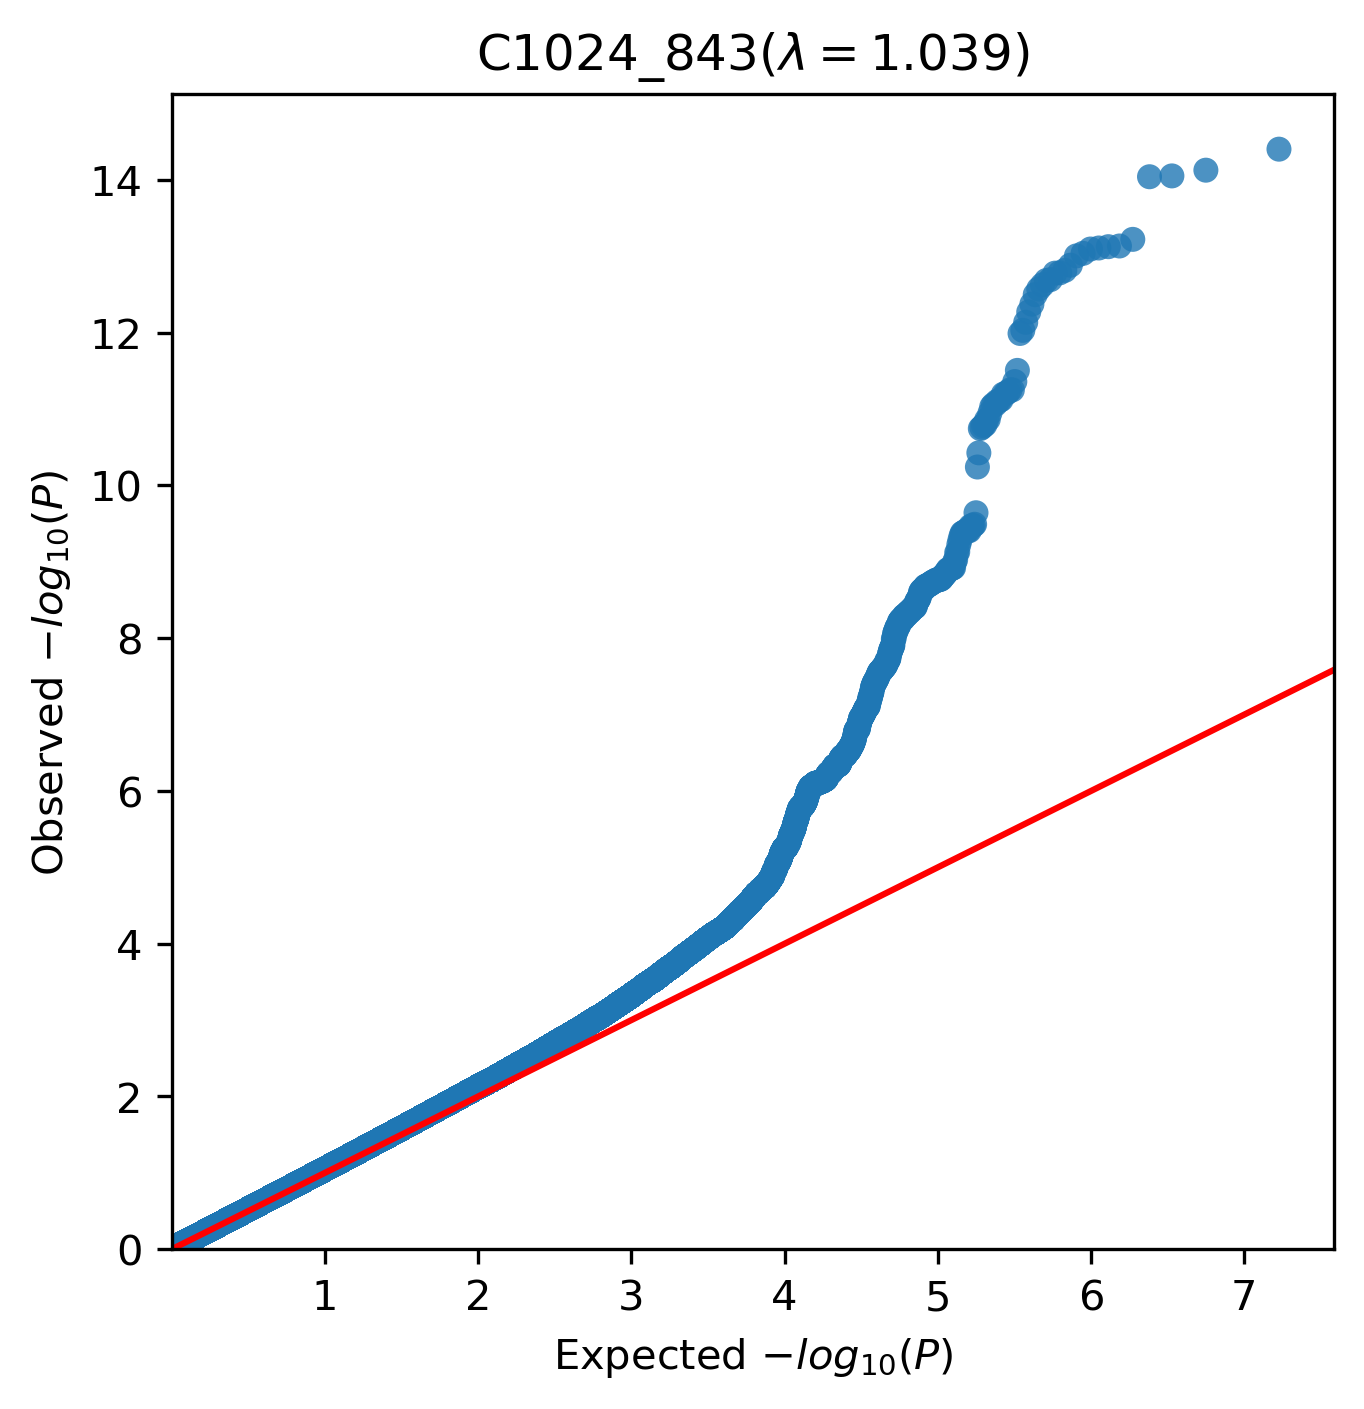 C1024_843(λ = 1.039)
14
12
10
8
6
4
2
0
Observed −log₁₀(P)
1 2 3 4 5 6 7
Expected −log₁₀(P)